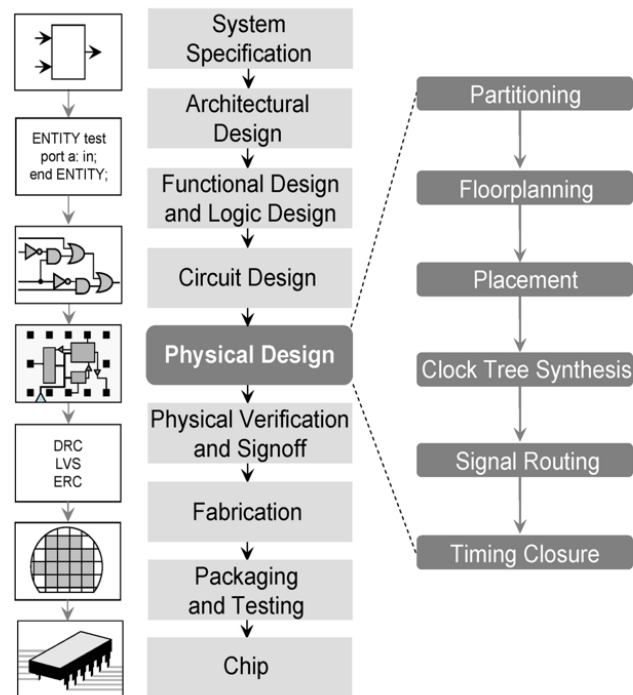 System
Specification
Architectural
Design
ENTITY test
port a: in;
end ENTITY;
Functional Design
and Logic Design
Circuit Design
Physical Design
Physical Verification
and Signoff
DRC
LVS
ERC
Fabrication
Packaging
and Testing
Chip
Partitioning
Floorplanning
Placement
Clock Tree Synthesis
Signal Routing
Timing Closure